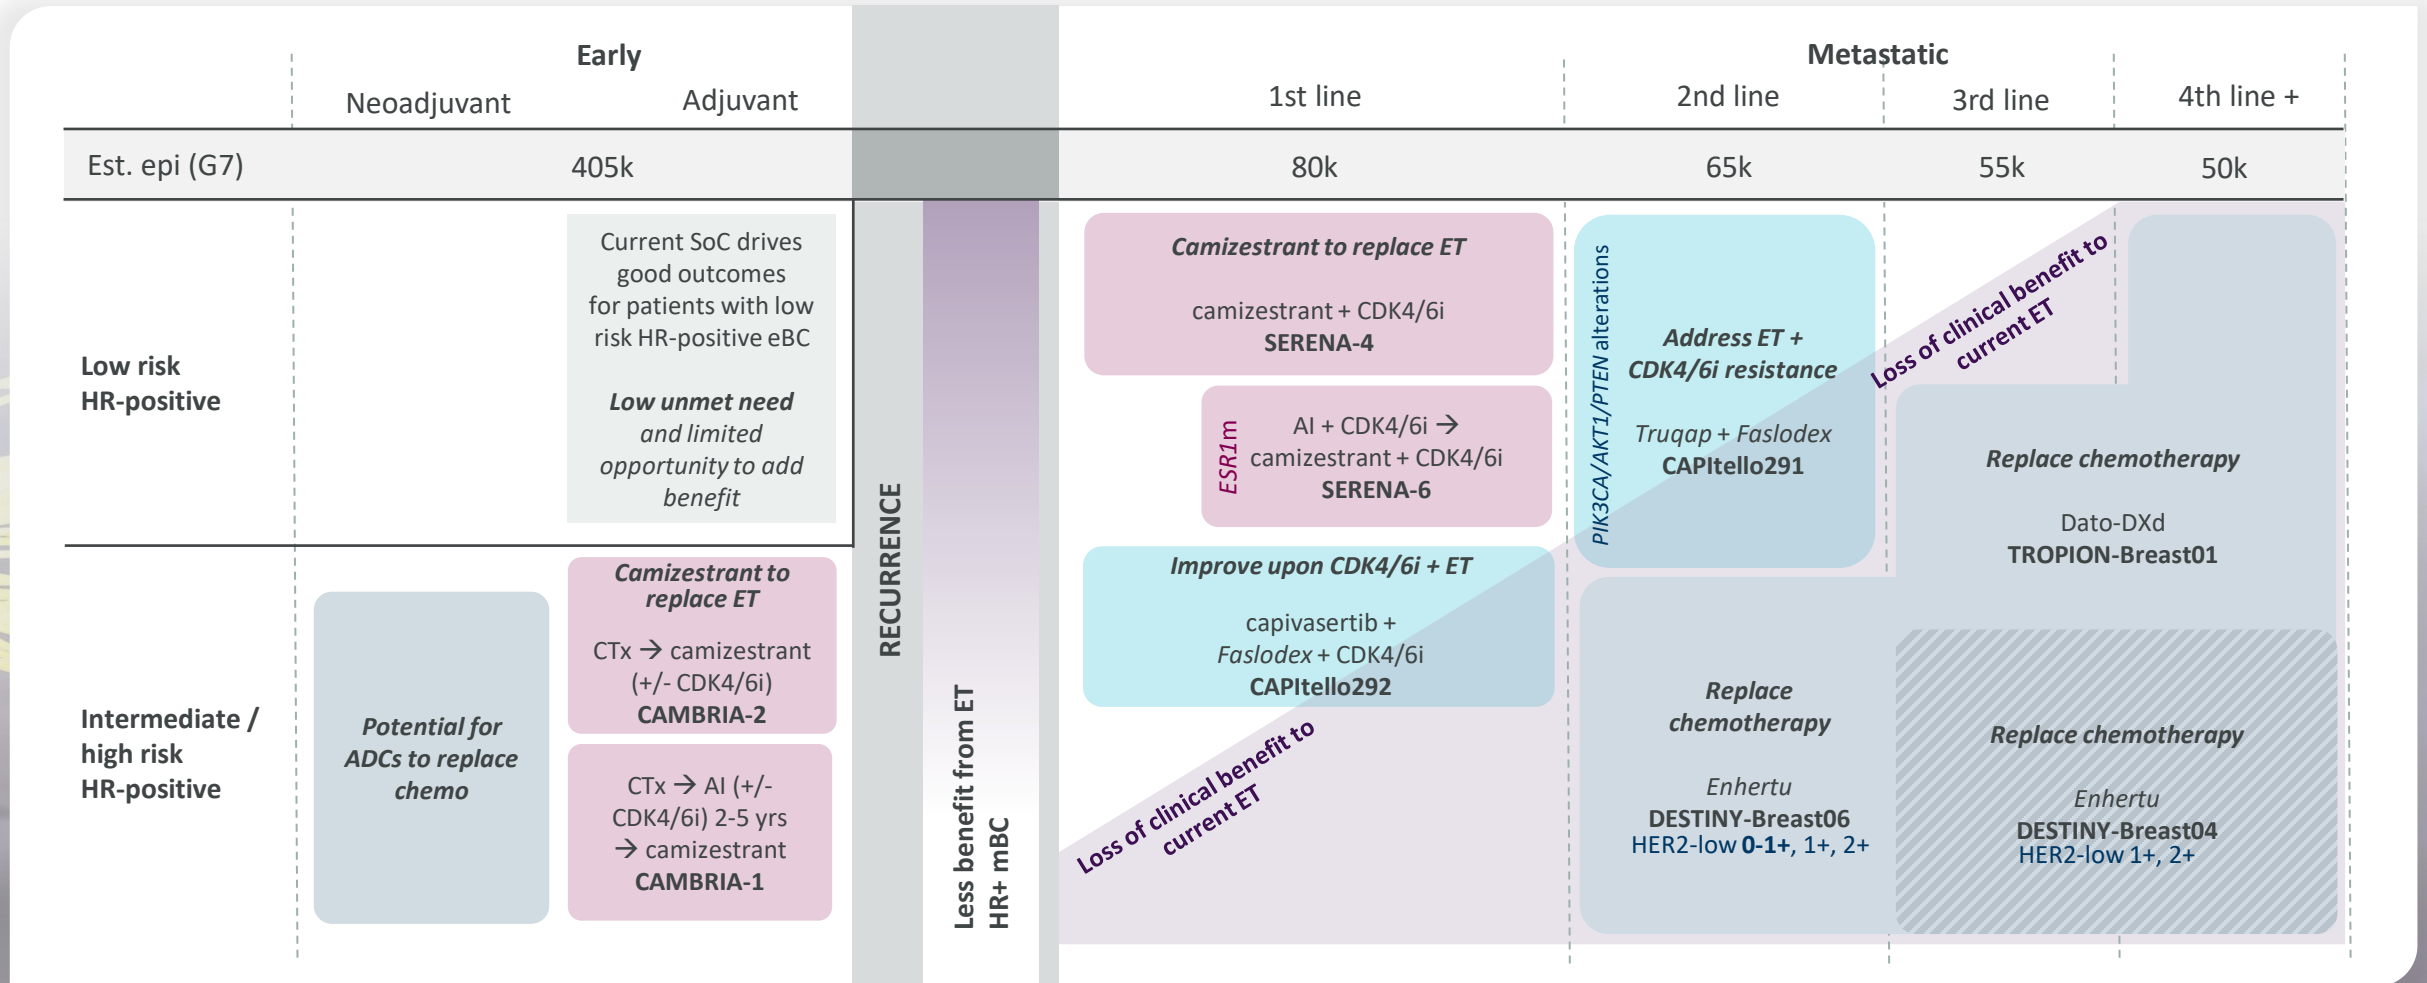 Early
Metastatic
Neoadjuvant
Adjuvant
1st line
2nd line
3rd line
4th line +
Est. epi (G7)
405k
80k
65k
55k
50k
Low risk
HR-positive
Current SoC drives
good outcomes
for patients with low
risk HR-positive eBC
Low unmet need
and limited
opportunity to add
benefit
Intermediate /
high risk
HR-positive
Potential for
ADCs to replace
chemo
Camizestrant to
replace ET
CTx → camizestrant
(+/- CDK4/6i)
CAMBRIA-2
CTx → AI (+/-
CDK4/6i) 2-5 yrs
→ camizestrant
CAMBRIA-1
RECURRENCE
Less benefit from ET
HR+ mBC
Camizestrant to replace ET
camizestrant + CDK4/6i
SERENA-4
ESR1m
AI + CDK4/6i →
camizestrant + CDK4/6i
SERENA-6
Improve upon CDK4/6i + ET
capivasertib +
Faslodex + CDK4/6i
CAPItello292
Loss of clinical benefit to
current ET
PIK3CA/AKT1/PTEN alterations
Address ET +
CDK4/6i resistance
Truqap + Faslodex
CAPItello291
Loss of clinical benefit to
current ET
Replace chemotherapy
Dato-DXd
TROPION-Breast01
Replace
chemotherapy
Enhertu
DESTINY-Breast06
HER2-low 0-1+, 1+, 2+
Replace chemotherapy
Enhertu
DESTINY-Breast04
HER2-low 1+, 2+